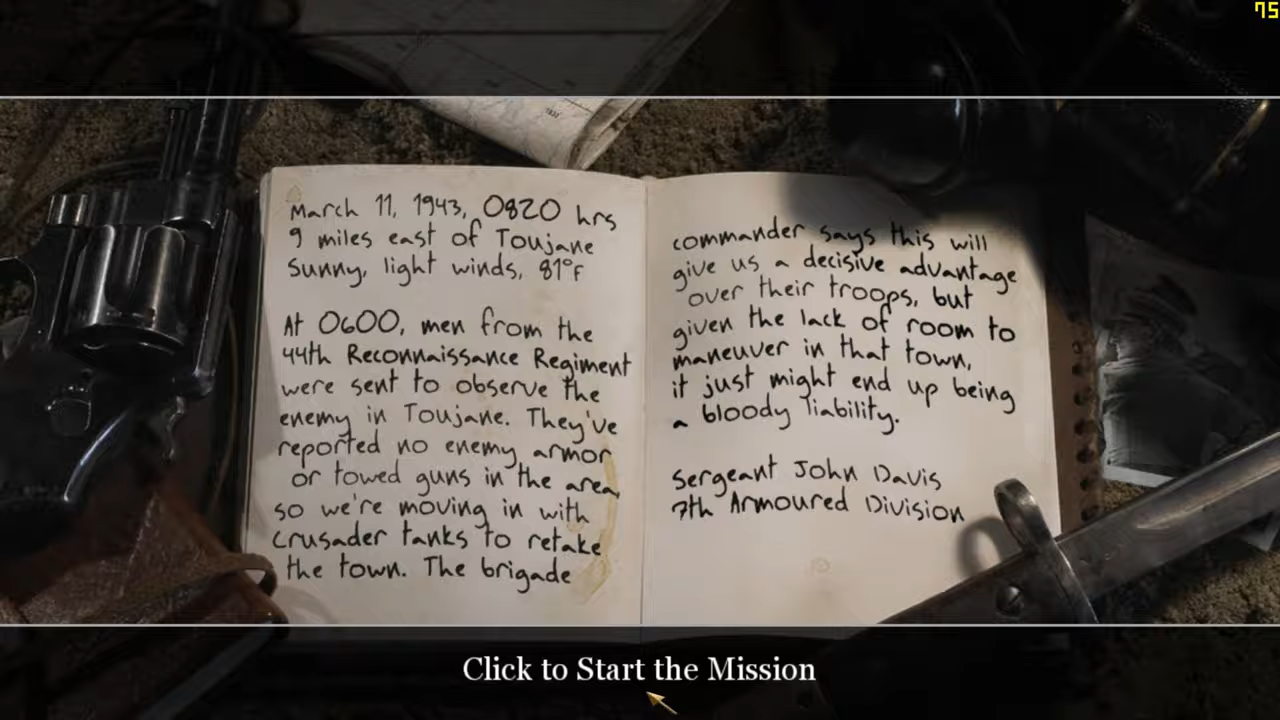 75
March 11, 1943, 0820 hrs
9 miles east of Toujane
Sunny, light winds, 81°F
At 0600, men from the
44th Reconnaissance Regiment
were sent to observe the
enemy in Toujane. They've
reported no enemy armor
or towed guns in the area
so we're moving in with
Crusader tanks to retake
the town. The brigade
commander says this will
give us a decisive advantage
over their troops, but
given the lack of room to
maneuver in that town,
it just might end up being
a bloody liability.
Sergeant John Davis
7th Armoured Division
Click to Start the Mission